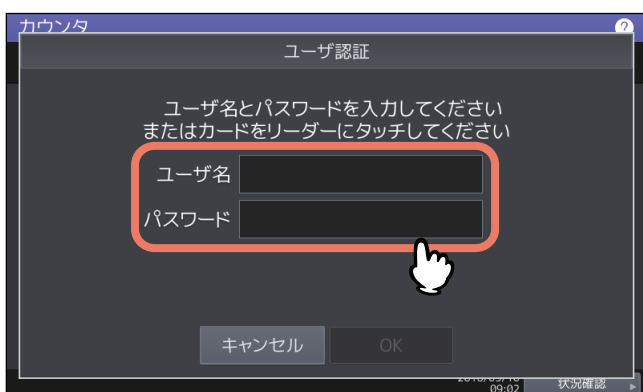 カウンタ
?
ユーザ認証
ユーザ名とパスワードを入力してください
またはカードをリーダーにタッチしてください
ユーザ名
パスワード
キャンセル
OK
09:02
状況確認